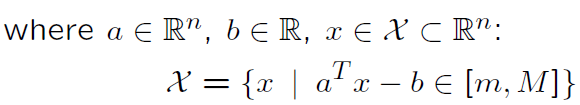 where a ∈ ℝⁿ, b ∈ ℝ, x ∈ 𝒳 ⊂ ℝⁿ:
𝒳 = {x | aᵀx − b ∈ [m, M]}